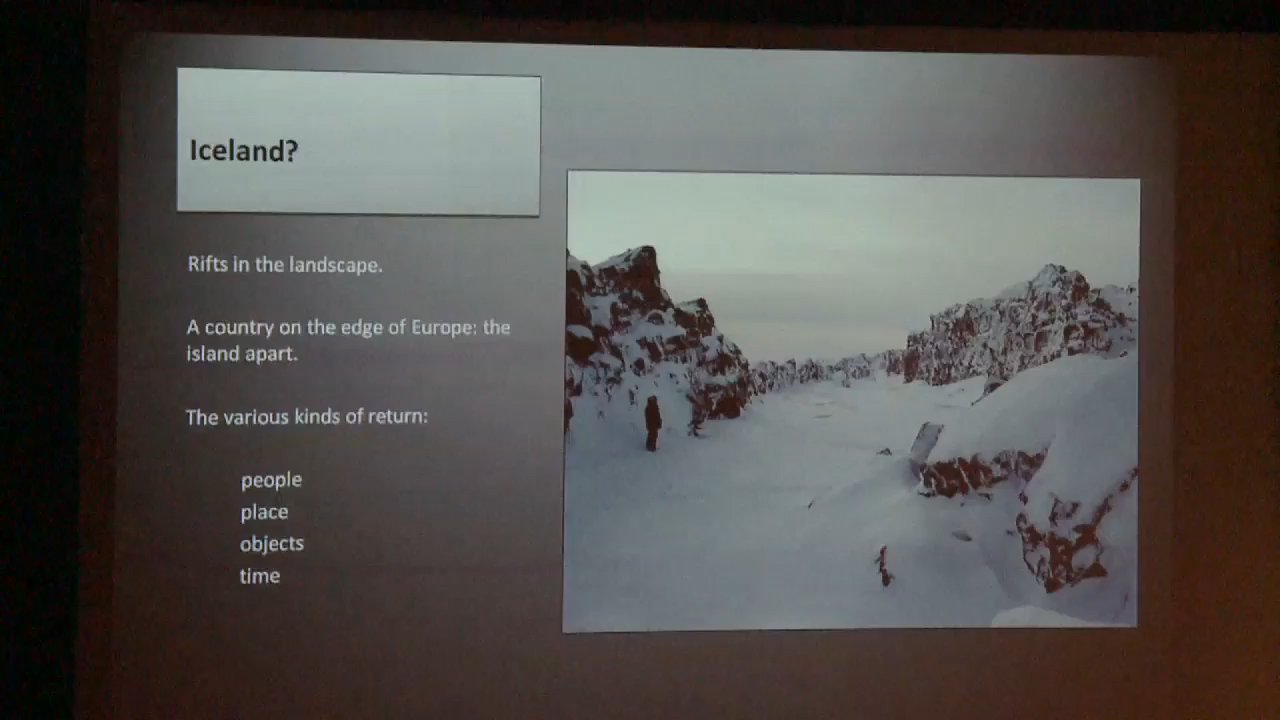 Iceland?
Rifts in the landscape.
A country on the edge of Europe: the
island apart.
The various kinds of return:
people
place
objects
time